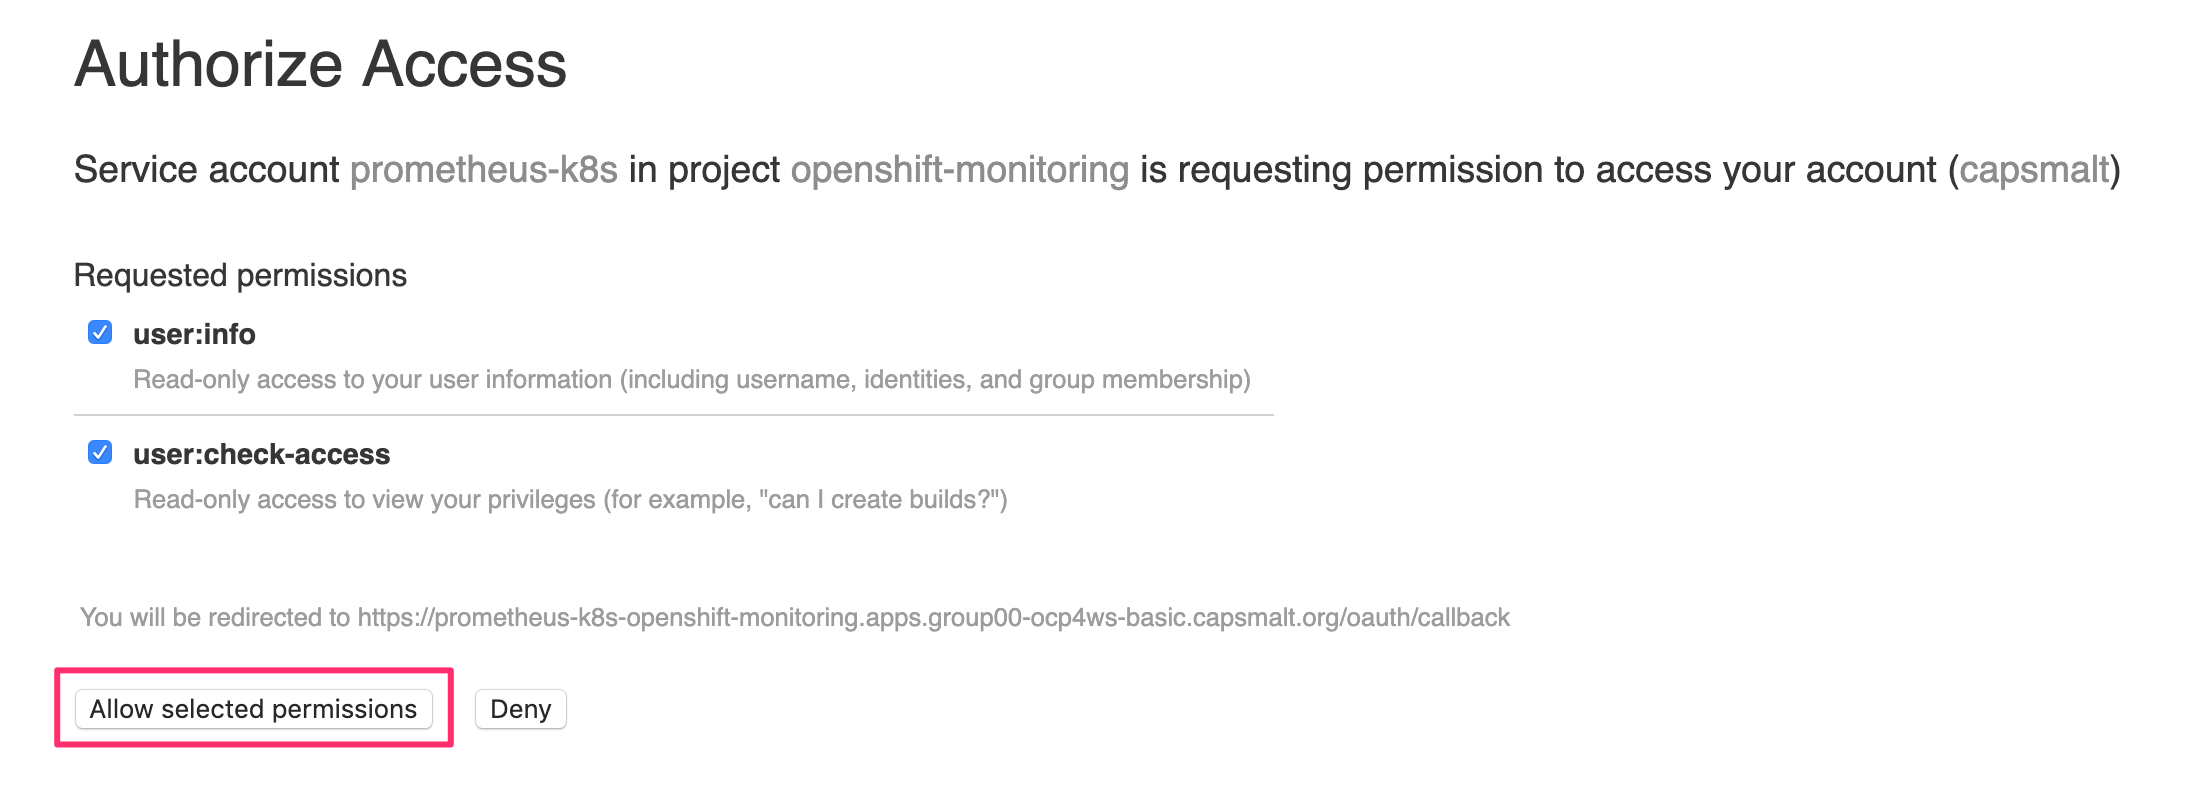 Authorize Access
Service account prometheus-k8s in project openshift-monitoring is requesting permission to access your account (capsmalt)
Requested permissions
user:info
Read-only access to your user information (including username, identities, and group membership)
user:check-access
Read-only access to view your privileges (for example, "can I create builds?")
You will be redirected to https://prometheus-k8s-openshift-monitoring.apps.group00-ocp4ws-basic.capsmalt.org/oauth/callback
Allow selected permissions Deny